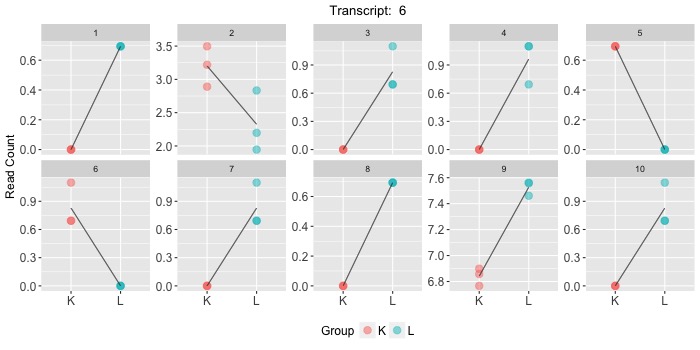 Transcript: 6
1 2 3 4 5
0.6 0.4 0.2 0.0
3.5 3.0 2.5 2.0
0.9 0.6 0.3 0.0
0.9 0.6 0.3 0.0
0.6 0.4 0.2 0.0
Read Count
6 7 8 9 10
0.9 0.6 0.3 0.0
0.9 0.6 0.3 0.0
0.6 0.4 0.2 0.0
7.6 7.4 7.2 7.0 6.8
0.9 0.6 0.3 0.0
K L K L K L K L K L
Group K L